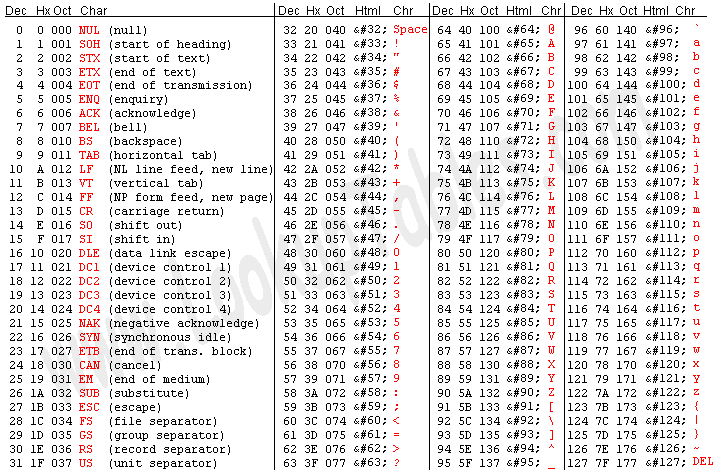 Dec Hx Oct Char Dec Hx Oct Html Chr Dec Hx Oct Html Chr Dec Hx Oct Html Chr
0 0 000 NUL (null) 32 20 040 &#32; Space 64 40 100 &#64; @ 96 60 140 &#96; `
1 1 001 SOH (start of heading) 33 21 041 &#33; ! 65 41 101 &#65; A 97 61 141 &#97; a
2 2 002 STX (start of text) 34 22 042 &#34; " 66 42 102 &#66; B 98 62 142 &#98; b
3 3 003 ETX (end of text) 35 23 043 &#35; # 67 43 103 &#67; C 99 63 143 &#99; c
4 4 004 EOT (end of transmission) 36 24 044 &#36; $ 68 44 104 &#68; D 100 64 144 &#100; d
5 5 005 ENQ (enquiry) 37 25 045 &#37; % 69 45 105 &#69; E 101 65 145 &#101; e
6 6 006 ACK (acknowledge) 38 26 046 &#38; & 70 46 106 &#70; F 102 66 146 &#102; f
7 7 007 BEL (bell) 39 27 047 &#39; ' 71 47 107 &#71; G 103 67 147 &#103; g
8 8 010 BS (backspace) 40 28 050 &#40; ( 72 48 110 &#72; H 104 68 150 &#104; h
9 9 011 TAB (horizontal tab) 41 29 051 &#41; ) 73 49 111 &#73; I 105 69 151 &#105; i
10 A 012 LF (NL line feed, new line) 42 2A 052 &#42; * 74 4A 112 &#74; J 106 6A 152 &#106; j
11 B 013 VT (vertical tab) 43 2B 053 &#43; + 75 4B 113 &#75; K 107 6B 153 &#107; k
12 C 014 FF (NP form feed, new page) 44 2C 054 &#44; , 76 4C 114 &#76; L 108 6C 154 &#108; l
13 D 015 CR (carriage return) 45 2D 055 &#45; - 77 4D 115 &#77; M 109 6D 155 &#109; m
14 E 016 SO (shift out) 46 2E 056 &#46; . 78 4E 116 &#78; N 110 6E 156 &#110; n
15 F 017 SI (shift in) 47 2F 057 &#47; / 79 4F 117 &#79; O 111 6F 157 &#111; o
16 10 020 DLE (data link escape) 48 30 060 &#48; 0 80 50 120 &#80; P 112 70 160 &#112; p
17 11 021 DC1 (device control 1) 49 31 061 &#49; 1 81 51 121 &#81; Q 113 71 161 &#113; q
18 12 022 DC2 (device control 2) 50 32 062 &#50; 2 82 52 122 &#82; R 114 72 162 &#114; r
19 13 023 DC3 (device control 3) 51 33 063 &#51; 3 83 53 123 &#83; S 115 73 163 &#115; s
20 14 024 DC4 (device control 4) 52 34 064 &#52; 4 84 54 124 &#84; T 116 74 164 &#116; t
21 15 025 NAK (negative acknowledge) 53 35 065 &#53; 5 85 55 125 &#85; U 117 75 165 &#117; u
22 16 026 SYN (synchronous idle) 54 36 066 &#54; 6 86 56 126 &#86; V 118 76 166 &#118; v
23 17 027 ETB (end of trans. block) 55 37 067 &#55; 7 87 57 127 &#87; W 119 77 167 &#119; w
24 18 030 CAN (cancel) 56 38 070 &#56; 8 88 58 130 &#88; X 120 78 170 &#120; x
25 19 031 EM (end of medium) 57 39 071 &#57; 9 89 59 131 &#89; Y 121 79 171 &#121; y
26 1A 032 SUB (substitute) 58 3A 072 &#58; : 90 5A 132 &#90; Z 122 7A 172 &#122; z
27 1B 033 ESC (escape) 59 3B 073 &#59; ; 91 5B 133 &#91; [ 123 7B 173 &#123; {
28 1C 034 FS (file separator) 60 3C 074 &#60; < 92 5C 134 &#92; \ 124 7C 174 &#124; |
29 1D 035 GS (group separator) 61 3D 075 &#61; = 93 5D 135 &#93; ] 125 7D 175 &#125; }
30 1E 036 RS (record separator) 62 3E 076 &#62; > 94 5E 136 &#94; ^ 126 7E 176 &#126; ~
31 1F 037 US (unit separator) 63 3F 077 &#63; ? 95 5F 137 &#95; _ 127 7F 177 &#127; DEL